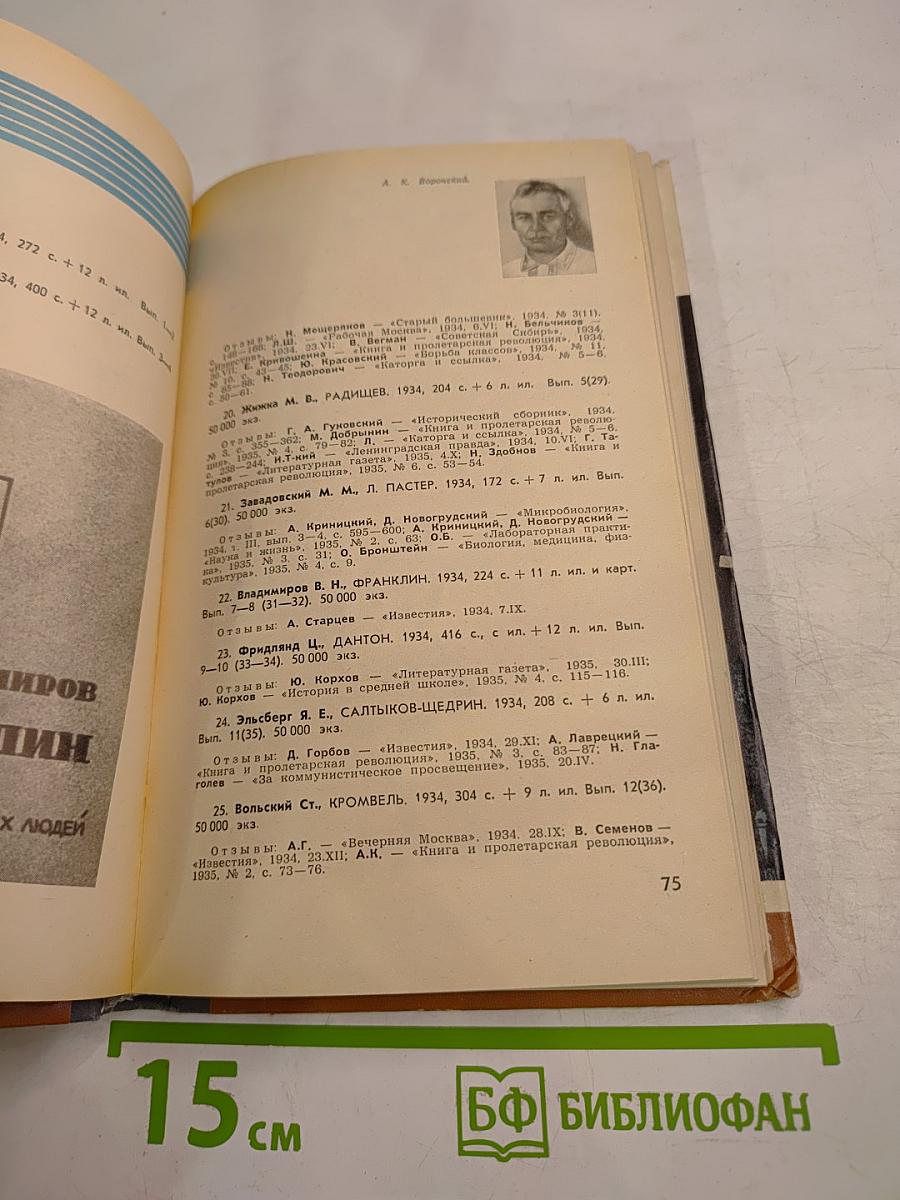 4, 272 с. + 12 л. ил. Вып. 1—
34, 400 с. + 12 л. ил. Вып. 3—
МИРОВ
ЛИН
Х ЛЮДЕЙ
А. К. Воронский.
Отзывы: Н. Мещеряков — «Старый большевик», 1934, № 3(11),
с. 148—168; Л.Ш. — «Рабочая Москва», 1934, 6.VI; Н. Бельчиков —
«Известия», 1934, 23.VI; В. Вегман — «Советская Сибирь», 1934,
30.VII; Е. Кривошеина — «Книга и пролетарская революция», 1934,
№ 10, с. 43—45; Ю. Красовский — «Борьба классов», 1934, № 11,
с. 85—88; Н. Теодорович — «Каторга и ссылка», 1934, № 5—6,
с. 50—61.
20. Жижка М. В., РАДИЩЕВ. 1934, 204 с. + 6 л. ил. Вып. 5(29).
50 000 экз.
Отзывы: Г. А. Гуковский — «Исторический сборник», 1934,
№ 3, с. 355—362; М. Добрынин — «Книга и пролетарская револю-
ция», 1935, № 4, с. 79—82; Л. — «Каторга и ссылка», 1934, № 5—6,
с. 238—244; И.Т-кий — «Ленинградская правда», 1934, 10.VI; Г. Та-
тулов — «Литературная газета», 1935, 4.X; Н. Здобнов — «Книга и
пролетарская революция», 1935, № 6, с. 53—54.
21. Завадовский М. М., Л. ПАСТЕР. 1934, 172 с. + 7 л. ил. Вып.
6(30). 50 000 экз.
Отзывы: А. Криницкий, Д. Новогрудский — «Микробиология»,
1934, т. III, вып. 3—4, с. 595—600; А. Криницкий, Д. Новогрудский —
«Наука и жизнь», 1935, № 2, с. 63; О.Б. — «Лабораторная практи-
ка», 1935, № 3, с. 31; О. Бронштейн — «Биология, медицина, физ-
культура», 1935, № 4, с. 9.
22. Владимиров В. Н., ФРАНКЛИН. 1934, 224 с. + 11 л. ил. и карт.
Вып. 7—8 (31—32). 50 000 экз.
Отзывы: А. Старцев — «Известия», 1934, 7.IX.
23. Фридлянд Ц., ДАНТОН. 1934, 416 с., с ил. + 12 л. ил. Вып.
9—10 (33—34). 50 000 экз.
Отзывы: Ю. Корхов — «Литературная газета», 1935, 30.III;
Ю. Корхов — «История в средней школе», 1935, № 4, с. 115—116.
24. Эльсберг Я. Е., САЛТЫКОВ-ЩЕДРИН. 1934, 208 с. + 6 л. ил.
Вып. 11(35). 50 000 экз.
Отзывы: Д. Горбов — «Известия», 1934, 29.XI; А. Лаврецкий —
«Книга и пролетарская революция», 1935, № 3, с. 83—87; Н. Гла-
голев — «За коммунистическое просвещение», 1935, 20.IV.
25. Вольский Ст., КРОМВЕЛЬ. 1934, 304 с. + 9 л. ил. Вып. 12(36).
50 000 экз.
Отзывы: А.Г. — «Вечерняя Москва», 1934, 28.IX; В. Семенов —
«Известия», 1934, 23.XII; А.К. — «Книга и пролетарская революция»,
1935, № 2, с. 73—76.
75
15 см
БФ БИБЛИОФАН